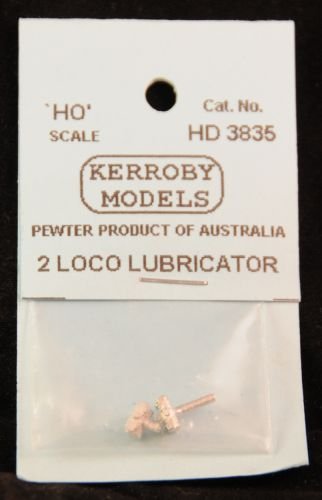 `HO'
SCALE
Cat. No.
HD 3835
KERROBY
MODELS
PEWTER PRODUCT OF AUSTRALIA
2 LOCO LUBRICATOR